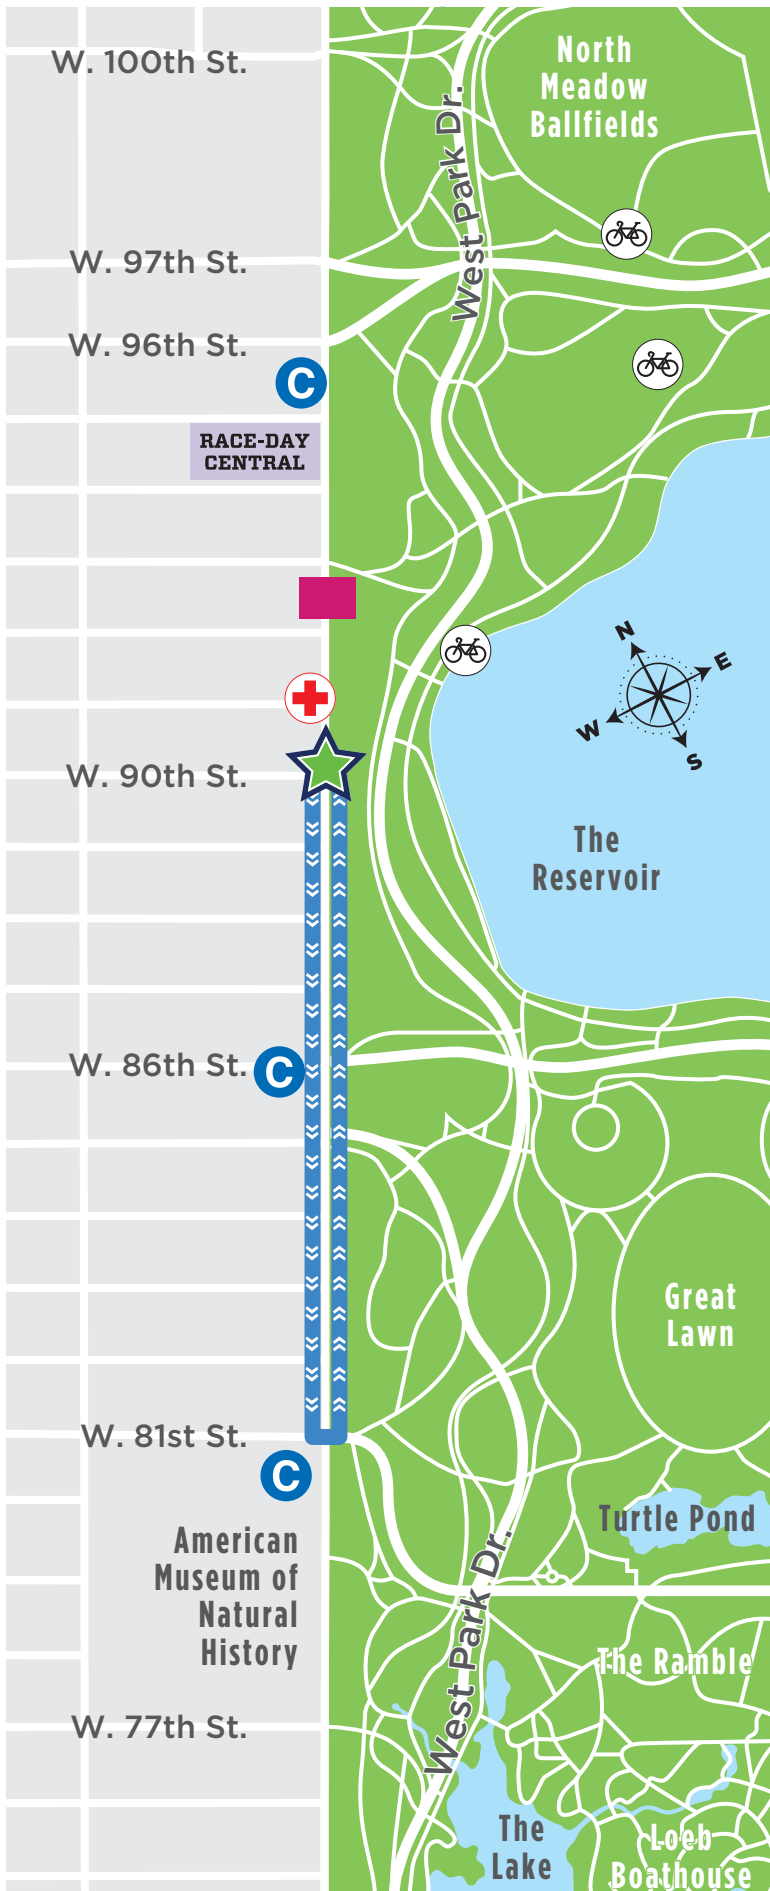 W. 100th St.
North
Meadow
Ballfields
West Park Dr.
W. 97th St.
W. 96th St.
C
RACE-DAY
CENTRAL
N
E
W
S
W. 90th St.
The
Reservoir
W. 86th St.
C
Great
Lawn
W. 81st St.
C
Turtle Pond
American
Museum of
Natural
History
West Park Dr.
The Ramble
W. 77th St.
The
Lake
Loeb
Boathouse